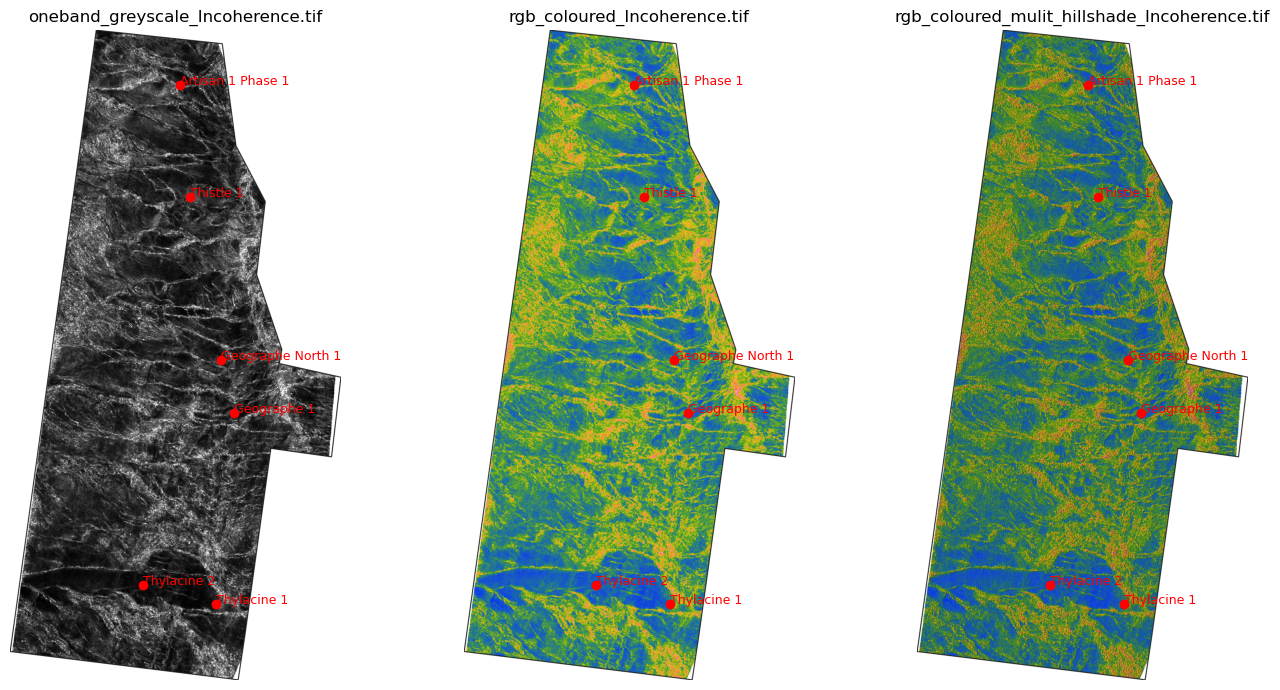 oneband_greyscale_Incoherence.tif
Artisan 1 Phase 1
Thistle 1
Geographe North 1
Geographe 1
Thylacine 2
Thylacine 1
rgb_coloured_Incoherence.tif
Artisan 1 Phase 1
Thistle 1
Geographe North 1
Geographe 1
Thylacine 2
Thylacine 1
rgb_coloured_mulit_hillshade_Incoherence.tif
Artisan 1 Phase 1
Thistle 1
Geographe North 1
Geographe 1
Thylacine 2
Thylacine 1